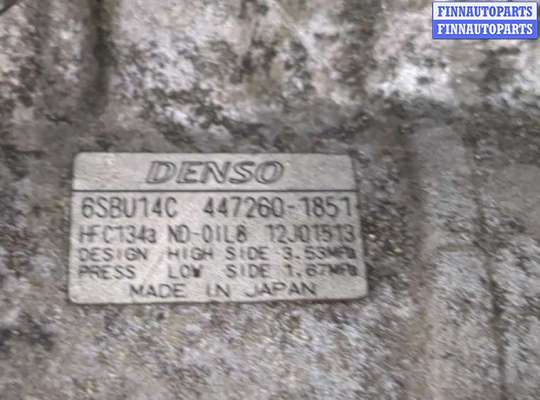 FINNAUTOPARTS
FINNAUTOPARTS
DENSO
6SBU14C 447260-1851
HFC134a ND-OIL8 12J01513
DESIGN HIGH SIDE 3.53MPa
PRESS LOW SIDE 1.67MPa
MADE IN JAPAN